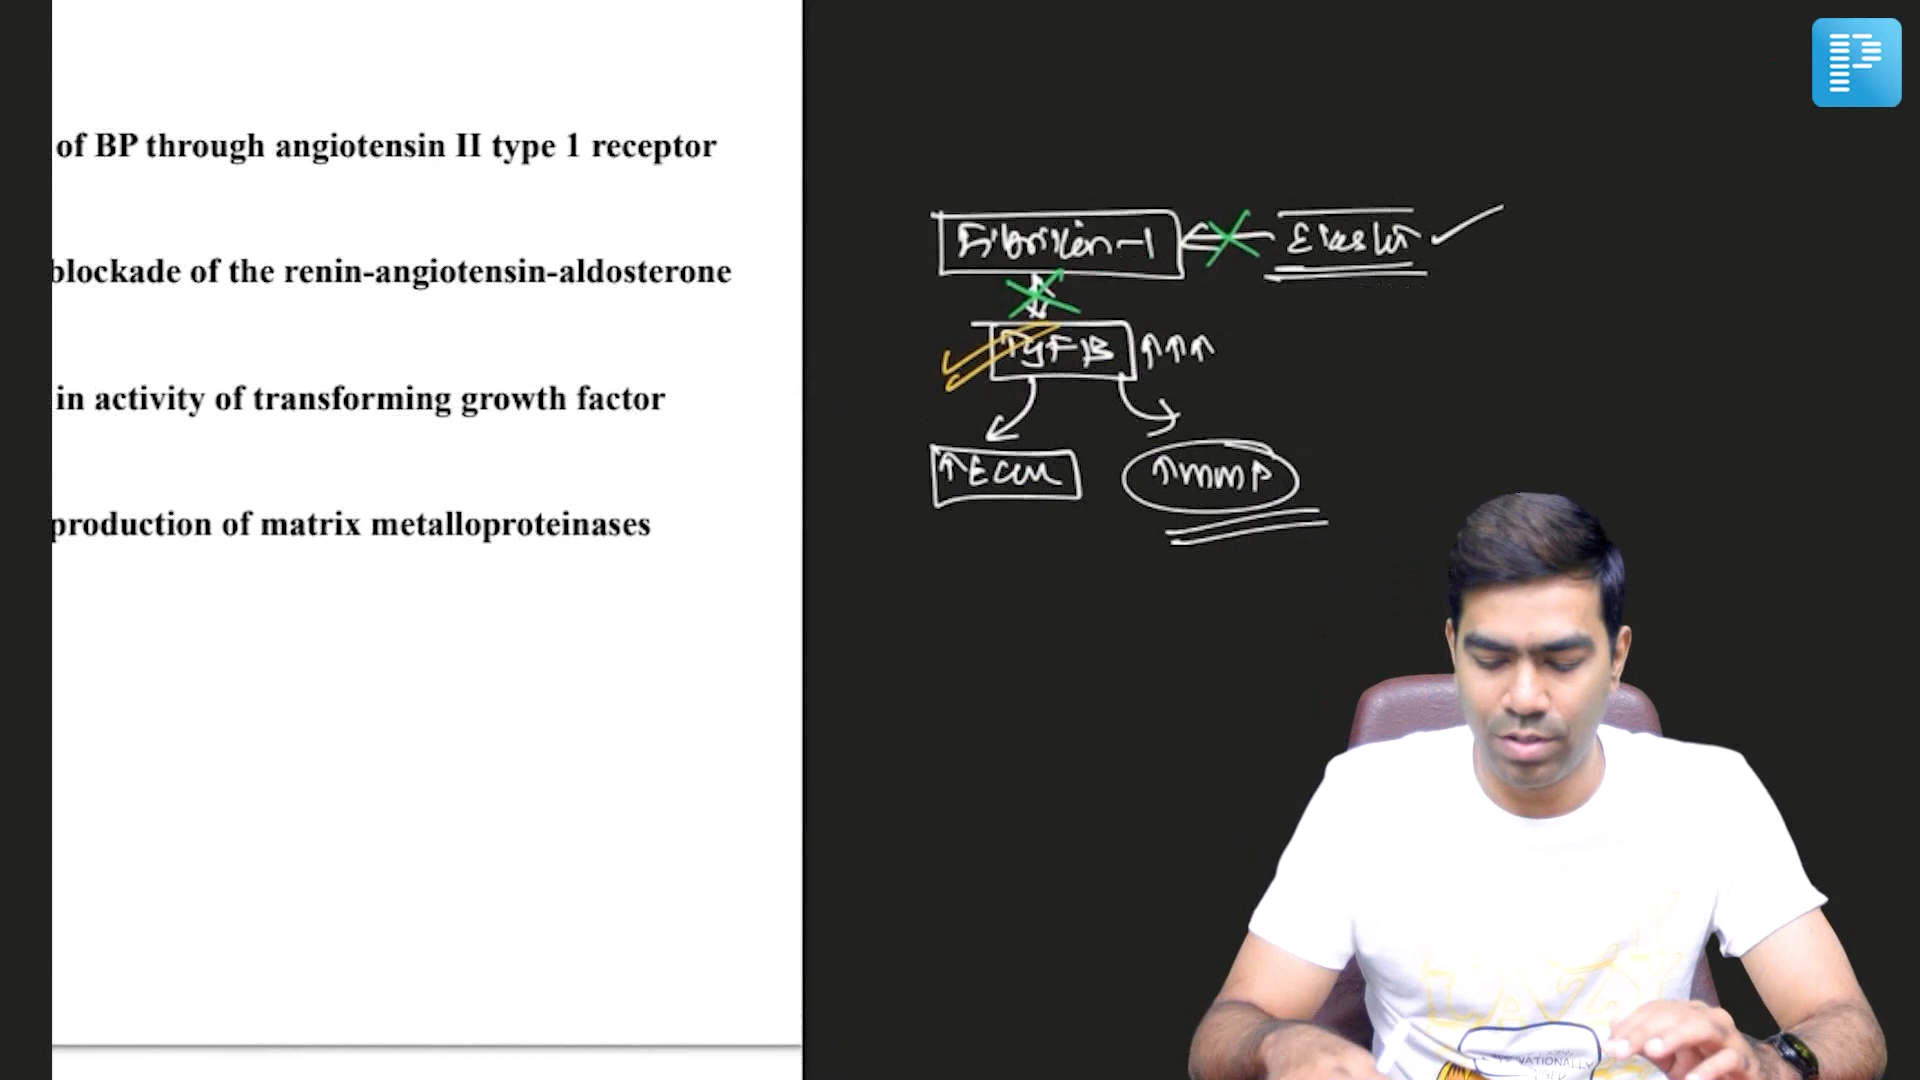 of BP through angiotensin II type 1 receptor
blockade of the renin-angiotensin-aldosterone
in activity of transforming growth factor
production of matrix metalloproteinases
Fibrillin-1
Elastin
↑TGFB ↑↑↑
↑ECM
↑MMP